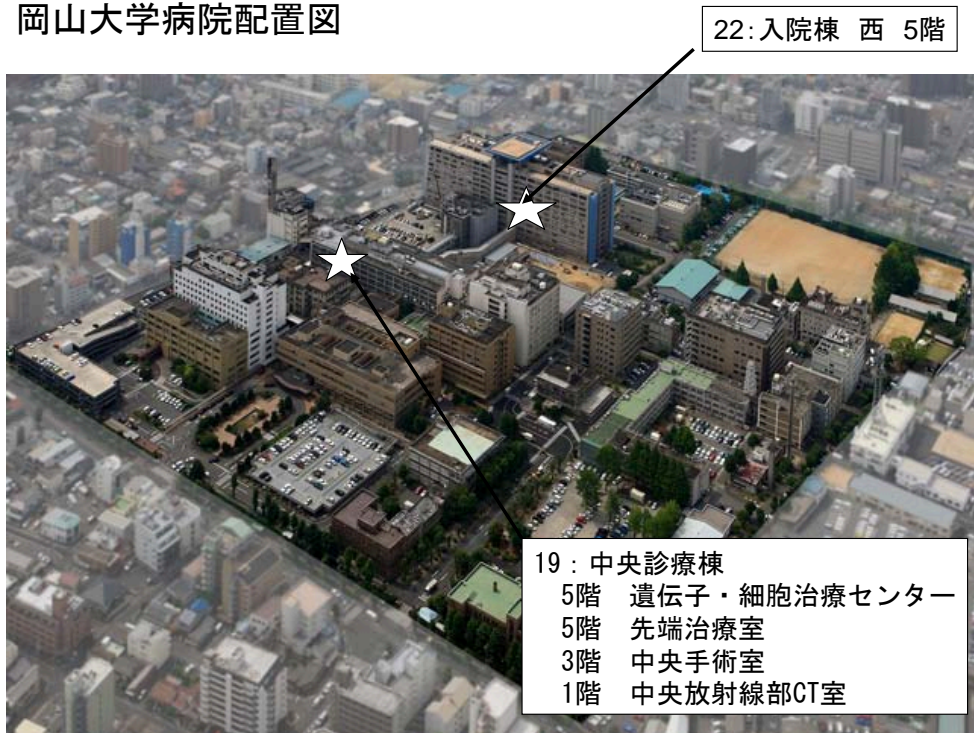 岡山大学病院配置図
22:入院棟 西 5階
19:中央診療棟
5階 遺伝子・細胞治療センター
5階 先端治療室
3階 中央手術室
1階 中央放射線部CT室